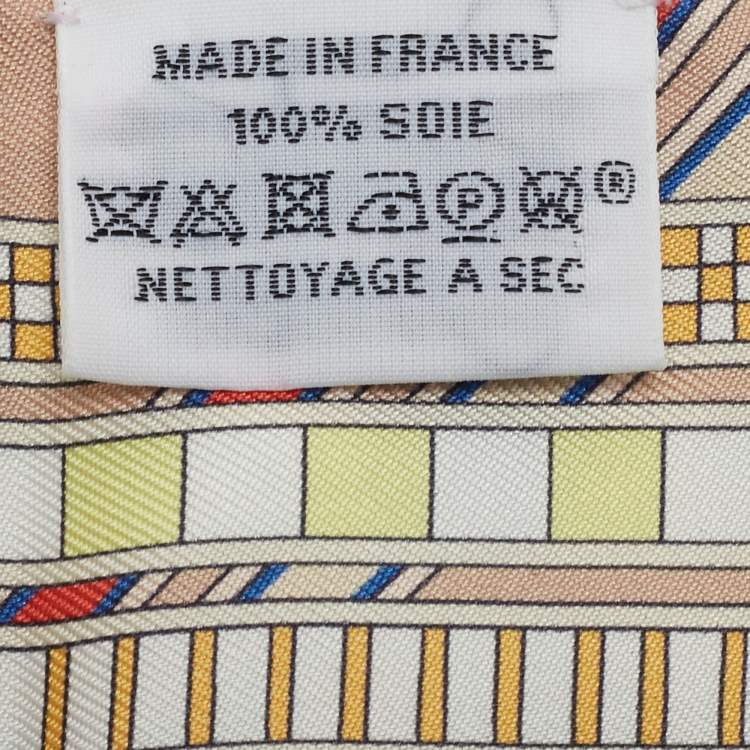 MADE IN FRANCE
100% SOIE
P W ®
NETTOYAGE A SEC